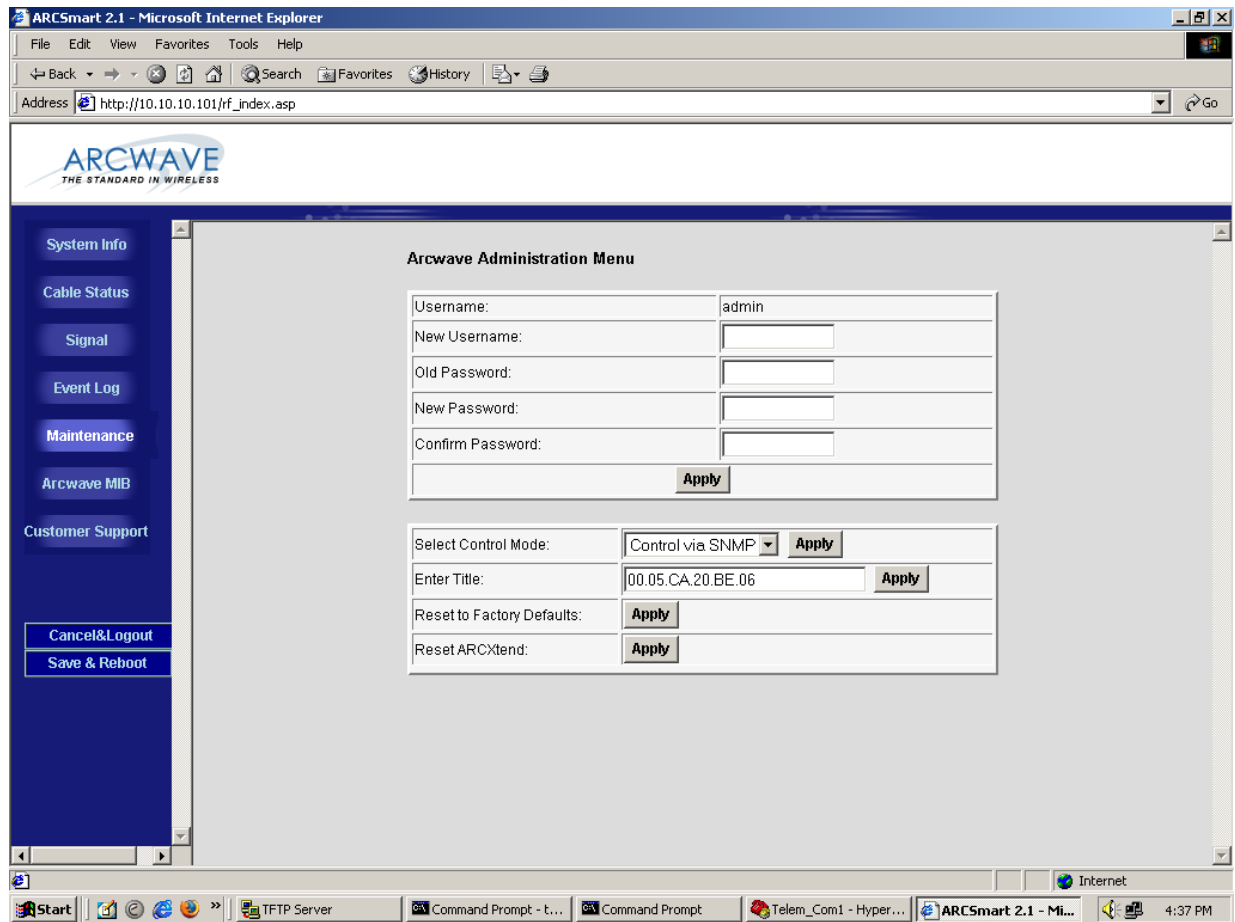 ARCSmart 2.1 - Microsoft Internet Explorer
File Edit View Favorites Tools Help
Back Search Favorites History
Address http://10.10.10.101/rf_index.asp Go
ARCWAVE
THE STANDARD IN WIRELESS
System Info
Cable Status
Signal
Event Log
Maintenance
Arcwave MIB
Customer Support
Cancel&Logout
Save & Reboot
Arcwave Administration Menu
Username: admin
New Username:
Old Password:
New Password:
Confirm Password:
Apply
Select Control Mode: Control via SNMP Apply
Enter Title: 00.05.CA.20.BE.06 Apply
Reset to Factory Defaults: Apply
Reset ARCXtend: Apply
Internet
Start » TFTP Server Command Prompt - t... Command Prompt Telem_Com1 - Hyper... ARCSmart 2.1 - Mi... 4:37 PM